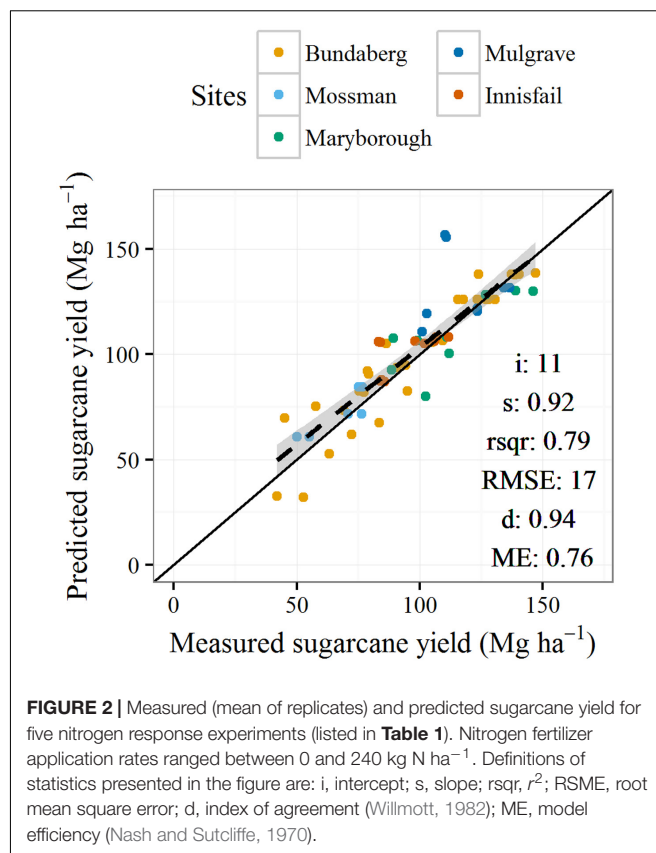 Sites
Bundaberg
Mossman
Maryborough
Mulgrave
Innisfail
Predicted sugarcane yield (Mg ha⁻¹)
150
100
50
0
i: 11
s: 0.92
rsqr: 0.79
RMSE: 17
d: 0.94
ME: 0.76
0 50 100 150
Measured sugarcane yield (Mg ha⁻¹)
FIGURE 2 | Measured (mean of replicates) and predicted sugarcane yield for
five nitrogen response experiments (listed in Table 1). Nitrogen fertilizer
application rates ranged between 0 and 240 kg N ha⁻¹. Definitions of
statistics presented in the figure are: i, intercept; s, slope; rsqr, r²; RSME, root
mean square error; d, index of agreement (Willmott, 1982); ME, model
efficiency (Nash and Sutcliffe, 1970).